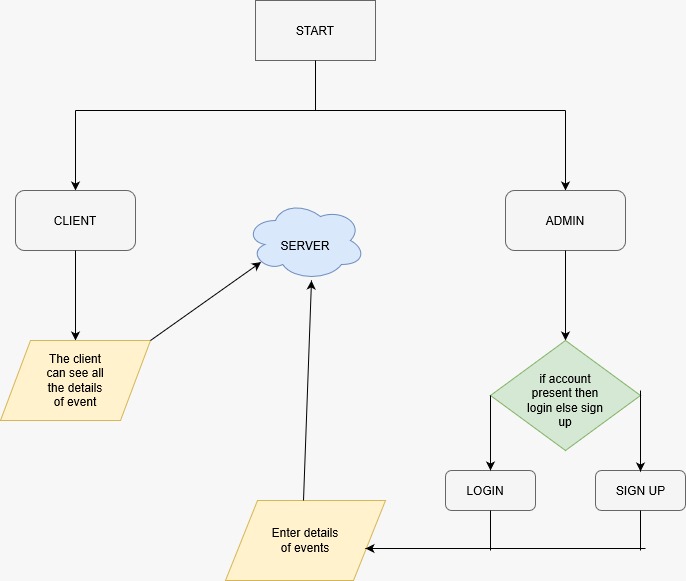 START
CLIENT
SERVER
ADMIN
The client
can see all
the details
of event
if account
present then
login else sign
up
LOGIN
SIGN UP
Enter details
of events